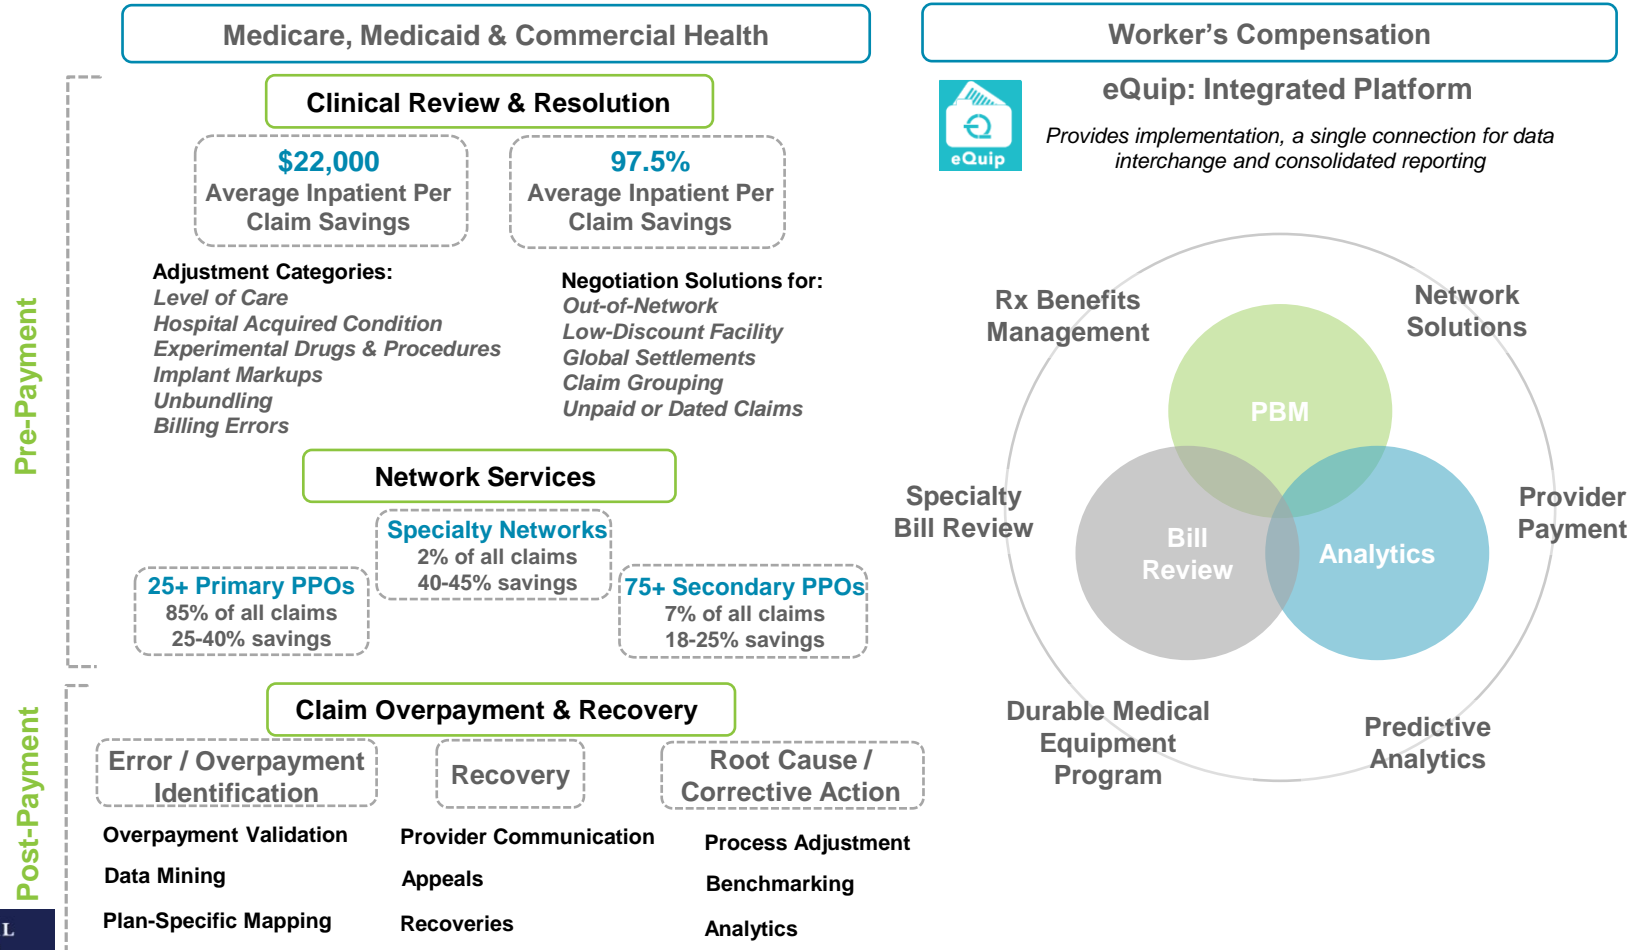 Medicare, Medicaid & Commercial Health
Pre-Payment
Clinical Review & Resolution
$22,000
Average Inpatient Per
Claim Savings
97.5%
Average Inpatient Per
Claim Savings
Adjustment Categories:
Level of Care
Hospital Acquired Condition
Experimental Drugs & Procedures
Implant Markups
Unbundling
Billing Errors
Negotiation Solutions for:
Out-of-Network
Low-Discount Facility
Global Settlements
Claim Grouping
Unpaid or Dated Claims
Network Services
25+ Primary PPOs
85% of all claims
25-40% savings
Specialty Networks
2% of all claims
40-45% savings
75+ Secondary PPOs
7% of all claims
18-25% savings
Post-Payment
Claim Overpayment & Recovery
Error / Overpayment
Identification
Overpayment Validation
Data Mining
Plan-Specific Mapping
Recovery
Provider Communication
Appeals
Recoveries
Root Cause /
Corrective Action
Process Adjustment
Benchmarking
Analytics
L
Worker's Compensation
eQuip
eQuip: Integrated Platform
Provides implementation, a single connection for data
interchange and consolidated reporting
Rx Benefits
Management
Network
Solutions
PBM
Specialty
Bill Review
Bill
Review
Analytics
Provider
Payment
Durable Medical
Equipment
Program
Predictive
Analytics